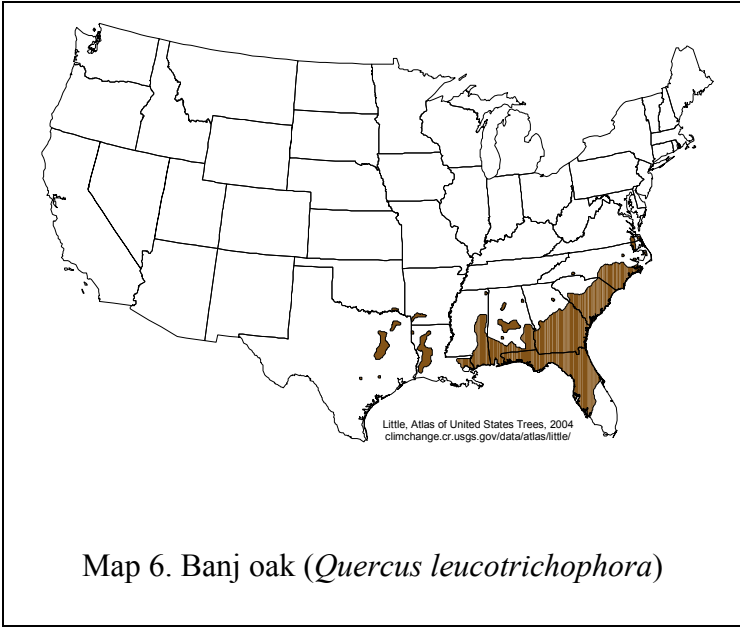 Little, Atlas of United States Trees, 2004
climchange.cr.usgs.gov/data/atlas/little/
Map 6. Banj oak (Quercus leucotrichophora)